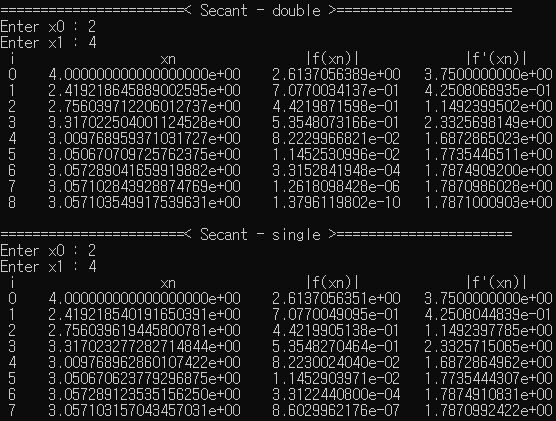 =======================< Secant - double >======================
Enter x0 : 2
Enter x1 : 4
i xn |f(xn)| |f'(xn)|
0 4.000000000000000000e+00 2.6137056389e+00 3.7500000000e+00
1 2.419218645889002595e+00 7.0770034137e-01 4.2508068935e-01
2 2.756039712206012737e+00 4.4219871598e-01 1.1492399502e+00
3 3.317022504001124528e+00 5.3548073166e-01 2.3325698149e+00
4 3.009768959371031727e+00 8.2229966821e-02 1.6872865023e+00
5 3.050670709725762375e+00 1.1452530996e-02 1.7735446511e+00
6 3.057289041659919882e+00 3.3152841948e-04 1.7874909200e+00
7 3.057102843928874769e+00 1.2618098428e-06 1.7870986028e+00
8 3.057103549917539631e+00 1.3796119802e-10 1.7871000903e+00
=======================< Secant - single >======================
Enter x0 : 2
Enter x1 : 4
i xn |f(xn)| |f'(xn)|
0 4.000000000000000000e+00 2.6137056351e+00 3.7500000000e+00
1 2.419218540191650391e+00 7.0770049095e-01 4.2508044839e-01
2 2.756039619445800781e+00 4.4219905138e-01 1.1492397785e+00
3 3.317023277282714844e+00 5.3548270464e-01 2.3325715065e+00
4 3.009768962860107422e+00 8.2230024040e-02 1.6872864962e+00
5 3.050670623779296875e+00 1.1452903971e-02 1.7735444307e+00
6 3.057289123535156250e+00 3.3122440800e-04 1.7874910831e+00
7 3.057103157043457031e+00 8.6029962176e-07 1.7870992422e+00